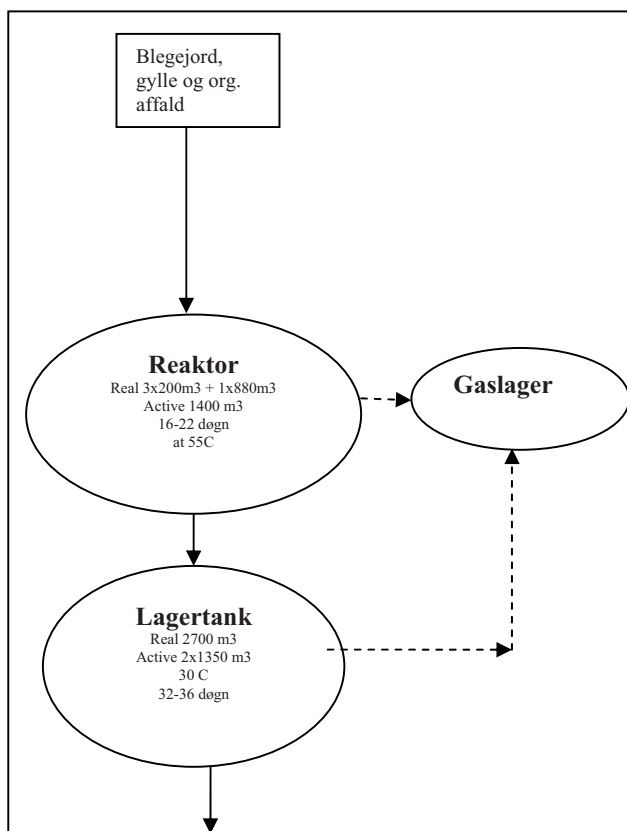 Blegejord,
gylle og org.
affald
Reaktor
Real 3x200m3 + 1x880m3
Active 1400 m3
16-22 døgn
at 55C
Gaslager
Lagertank
Real 2700 m3
Active 2x1350 m3
30 C
32-36 døgn